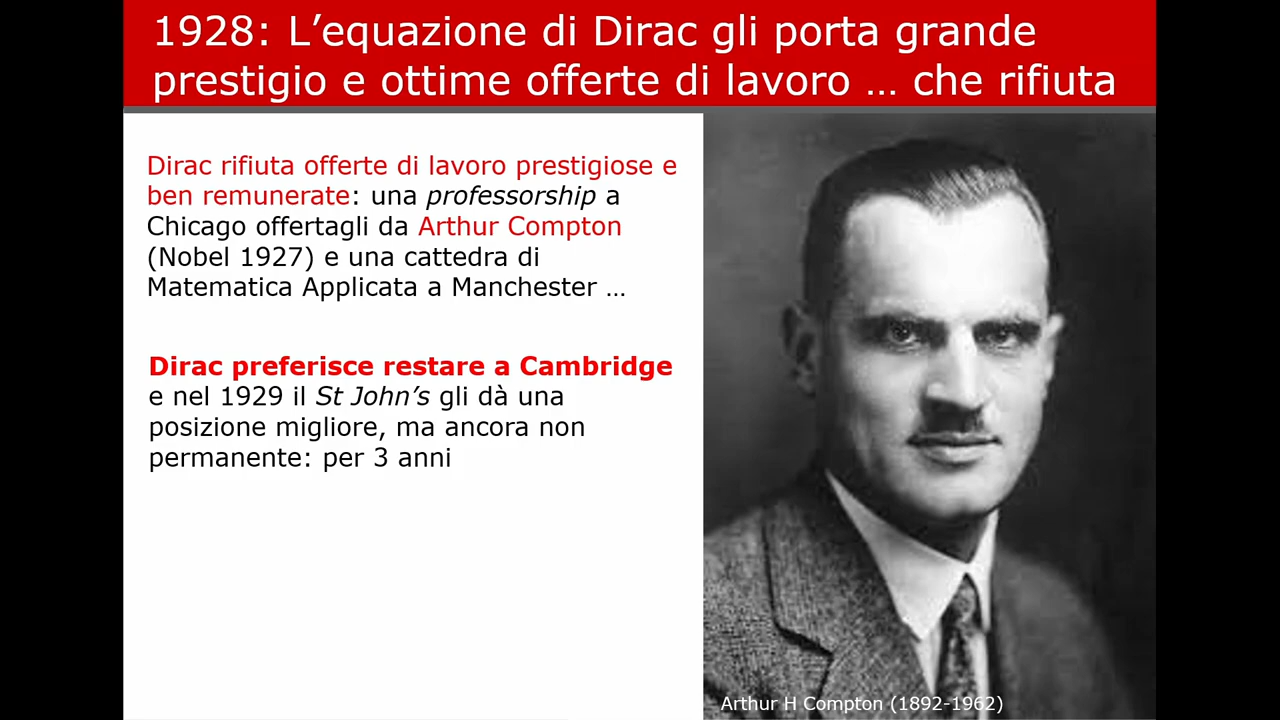 1928: L’equazione di Dirac gli porta grande
prestigio e ottime offerte di lavoro … che rifiuta
Dirac rifiuta offerte di lavoro prestigiose e
ben remunerate: una professorship a
Chicago offertagli da Arthur Compton
(Nobel 1927) e una cattedra di
Matematica Applicata a Manchester …
Dirac preferisce restare a Cambridge
e nel 1929 il St John’s gli dà una
posizione migliore, ma ancora non
permanente: per 3 anni
Arthur H Compton (1892-1962)